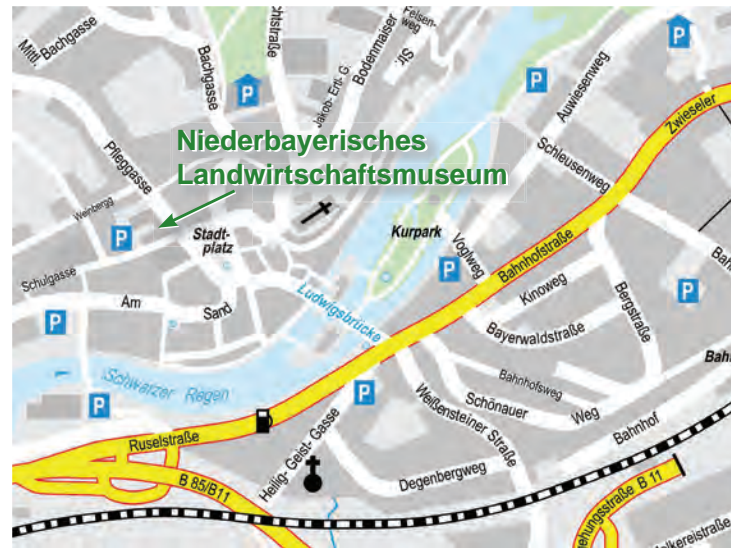 Mittl. Bachgasse
Bachgasse
Bodenmaiser
Jakob- Ertl- G.
Felsen-
weg
Str.
P
P
P
Auwiesenweg
Zwieseler
Pfleggasse
Niederbayerisches
Landwirtschaftsmuseum
Schleusenweg
Weinbergg.
P
Stadt-
platz
Kurpark
Voglweg
Bahnhofstraße
P
P
Schulgasse
Kinoweg
Bergstraße
P
Am
Sand
Ludwigsbrücke
Bayerwaldstraße
Schwarzer Regen
Bahnhofsweg
P
P
Weißensteiner Straße
Schönauer
Weg
Bahnhof
Ruselstraße
Heilig- Geist- Gasse
B 85/B11
Degenbergweg
B 11